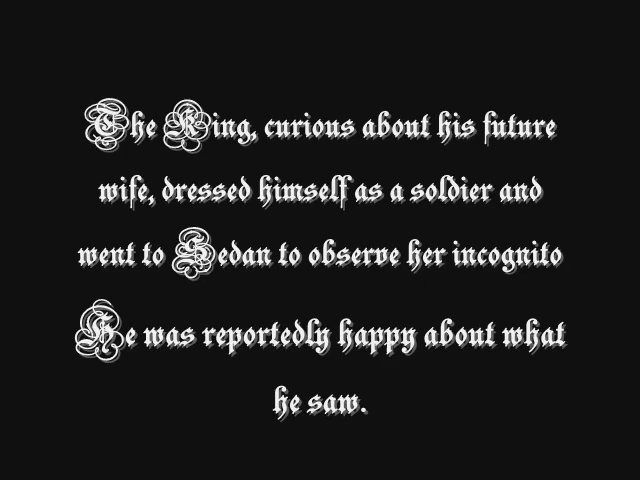 The King, curious about his future
wife, dressed himself as a soldier and
went to Sedan to observe her incognito
He was reportedly happy about what
he saw.